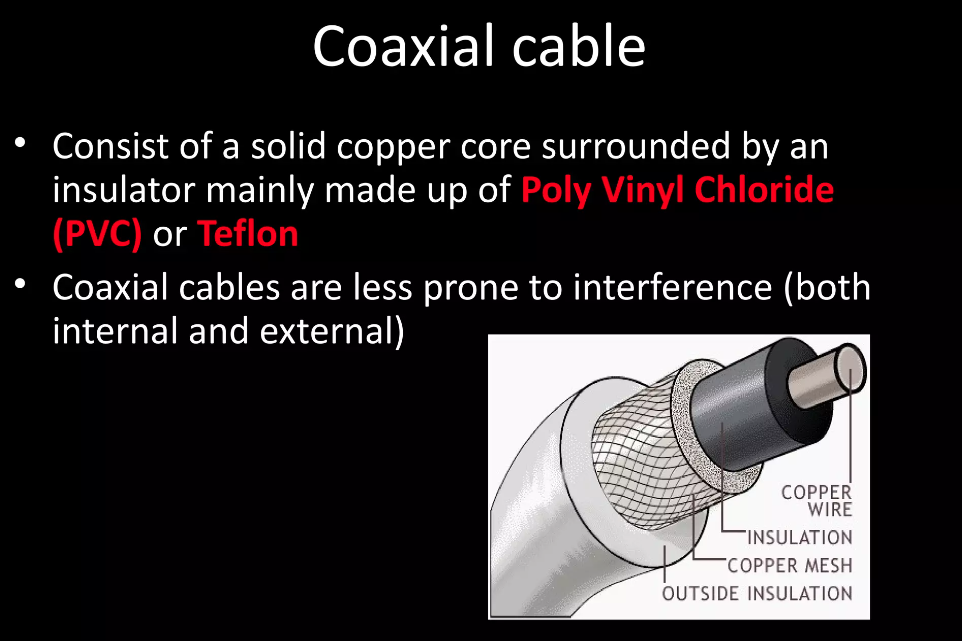 Coaxial cable
• Consist of a solid copper core surrounded by an
insulator mainly made up of Poly Vinyl Chloride
(PVC) or Teflon
• Coaxial cables are less prone to interference (both
internal and external)
COPPER
WIRE
INSULATION
COPPER MESH
OUTSIDE INSULATION